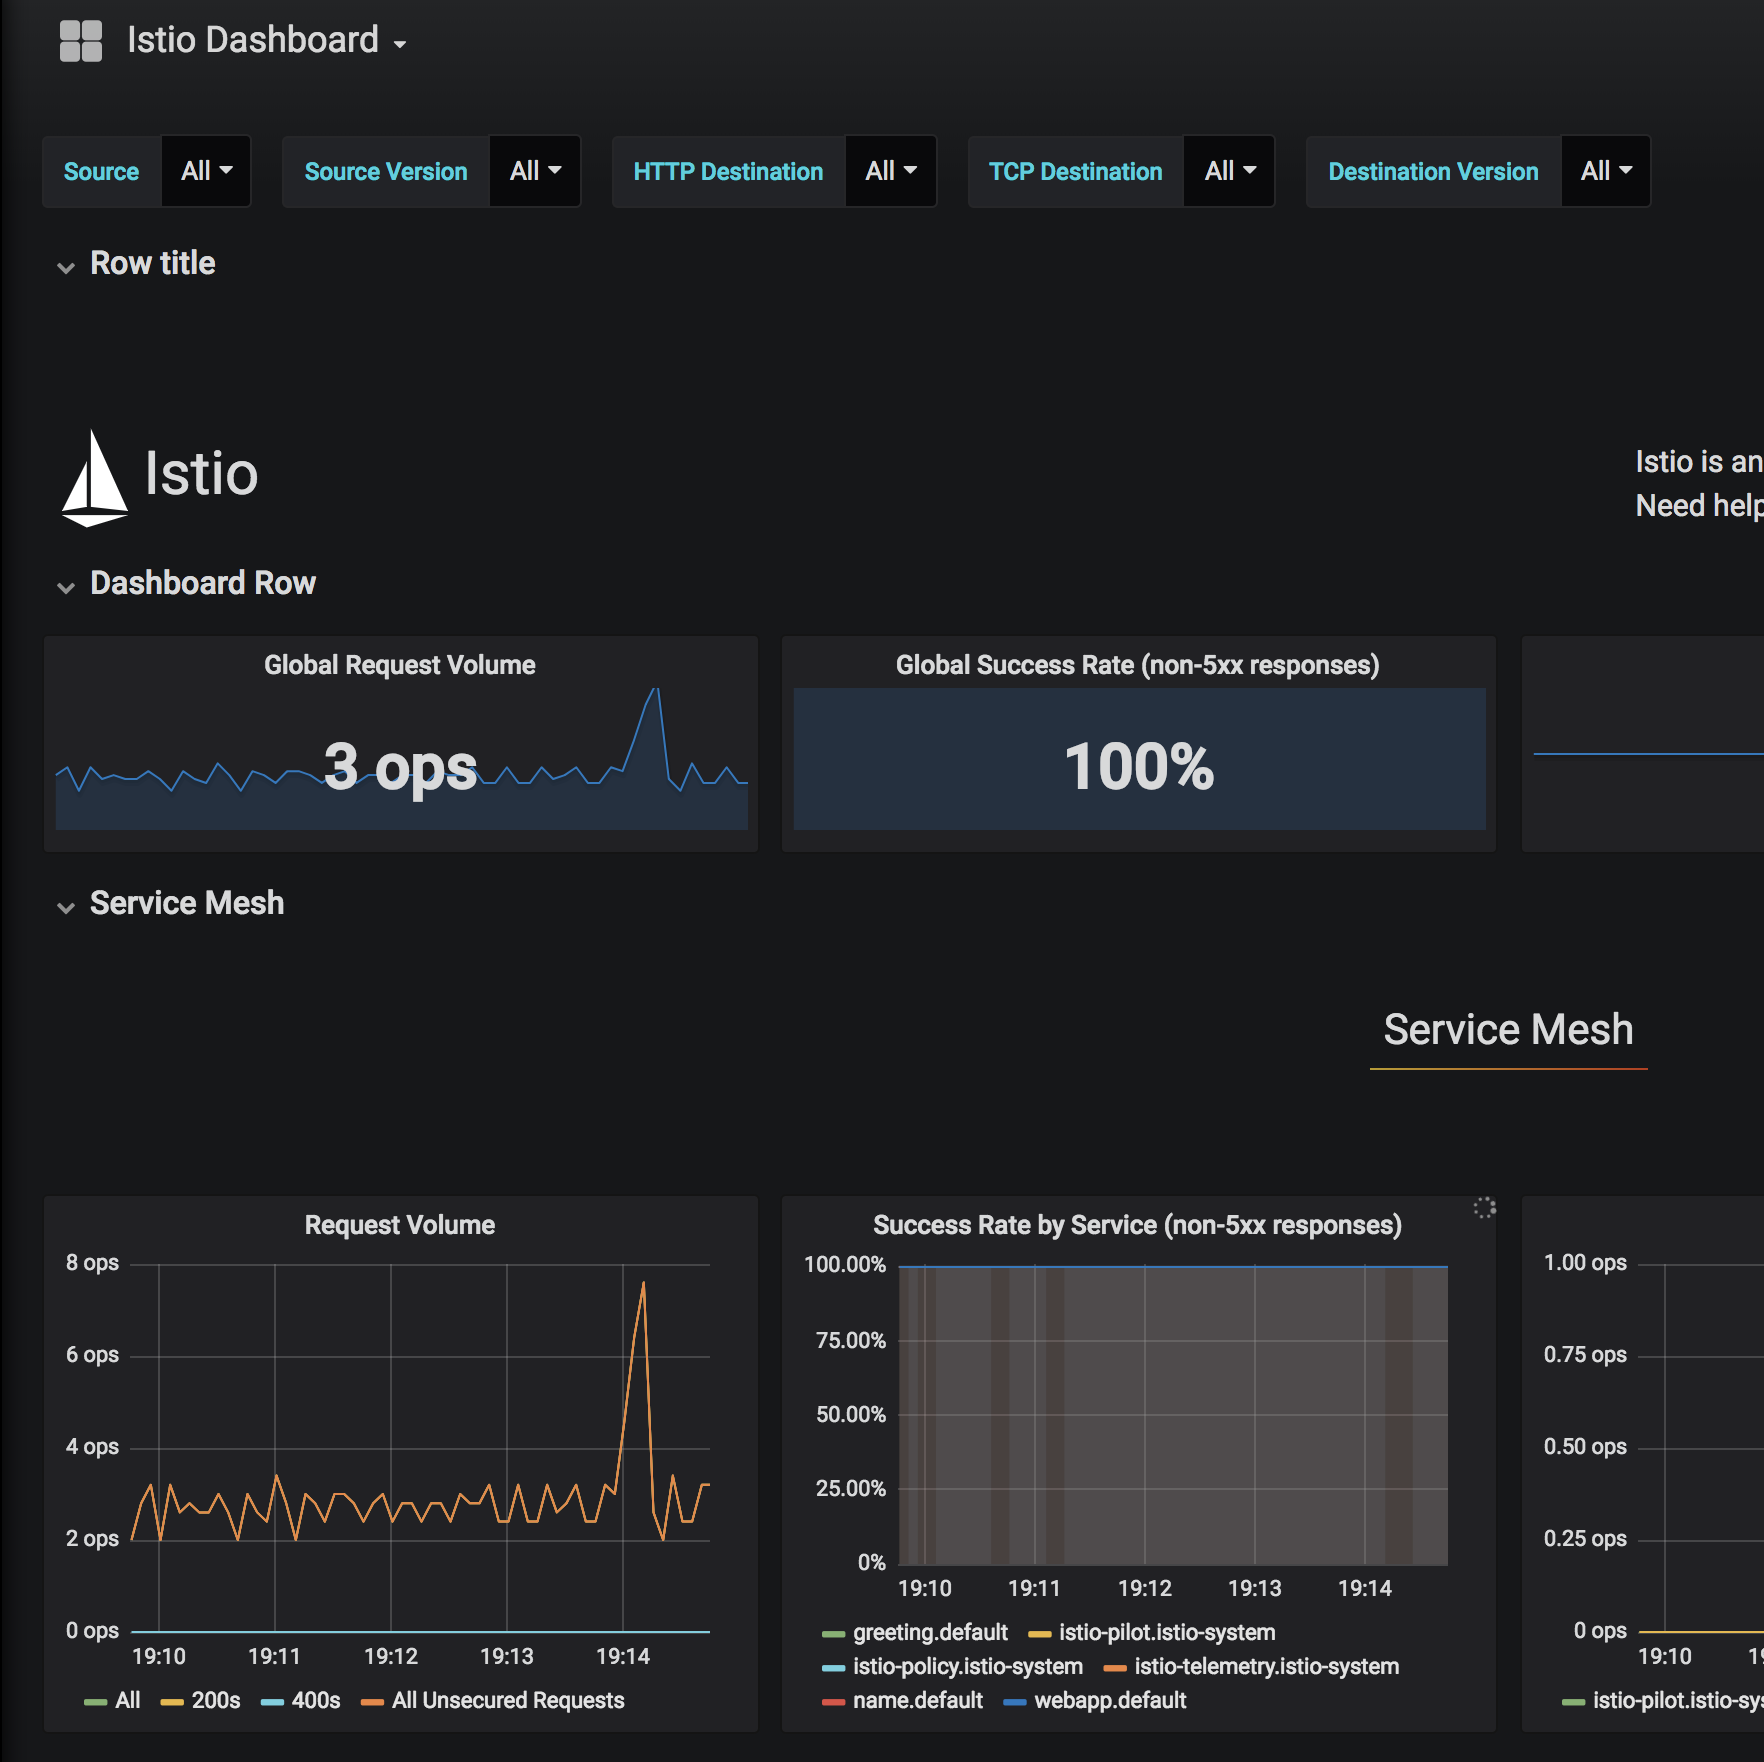 Istio Dashboard
Source All Source Version All HTTP Destination All TCP Destination All Destination Version All
Row title
Istio
Istio is an
Need help
Dashboard Row
Global Request Volume
3 ops
Global Success Rate (non-5xx responses)
100%
Service Mesh
Service Mesh
Request Volume
8 ops
6 ops
4 ops
2 ops
0 ops
19:10 19:11 19:12 19:13 19:14
All 200s 400s All Unsecured Requests
Success Rate by Service (non-5xx responses)
100.00%
75.00%
50.00%
25.00%
0%
19:10 19:11 19:12 19:13 19:14
greeting.default istio-pilot.istio-system
istio-policy.istio-system istio-telemetry.istio-system
name.default webapp.default
1.00 ops
0.75 ops
0.50 ops
0.25 ops
0 ops
19:10 19
istio-pilot.istio-sys